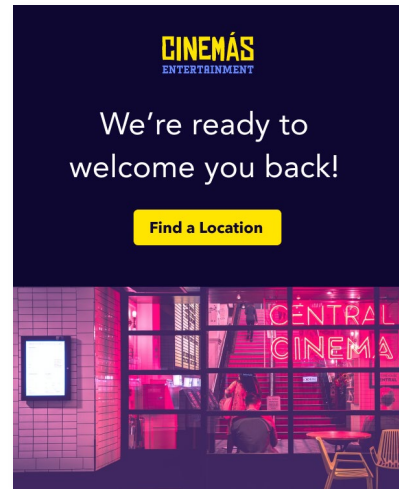 CINEMÁS
ENTERTAINMENT
We're ready to
welcome you back!
Find a Location
CENTRAL
CINEMA